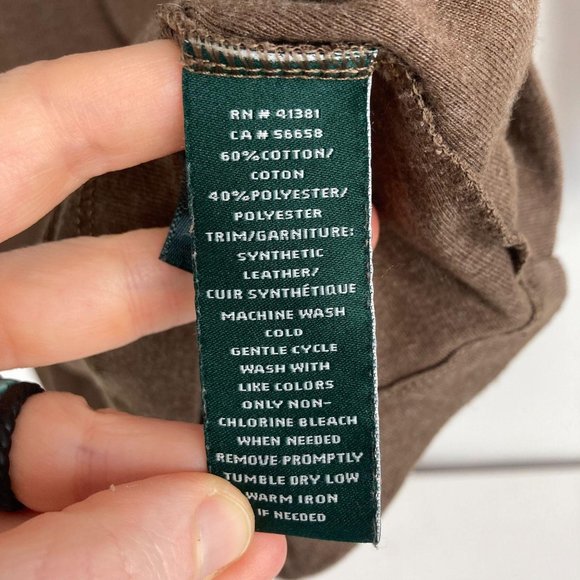 RN # 41381
CA # 56658
60%COTTON/
COTON
40%POLYESTER/
POLYESTER
TRIM/GARNITURE:
SYNTHETIC
LEATHER/
CUIR SYNTHÉTIQUE
MACHINE WASH
COLD
GENTLE CYCLE
WASH WITH
LIKE COLORS
ONLY NON-
CHLORINE BLEACH
WHEN NEEDED
REMOVE PROMPTLY
TUMBLE DRY LOW
WARM IRON
IF NEEDED